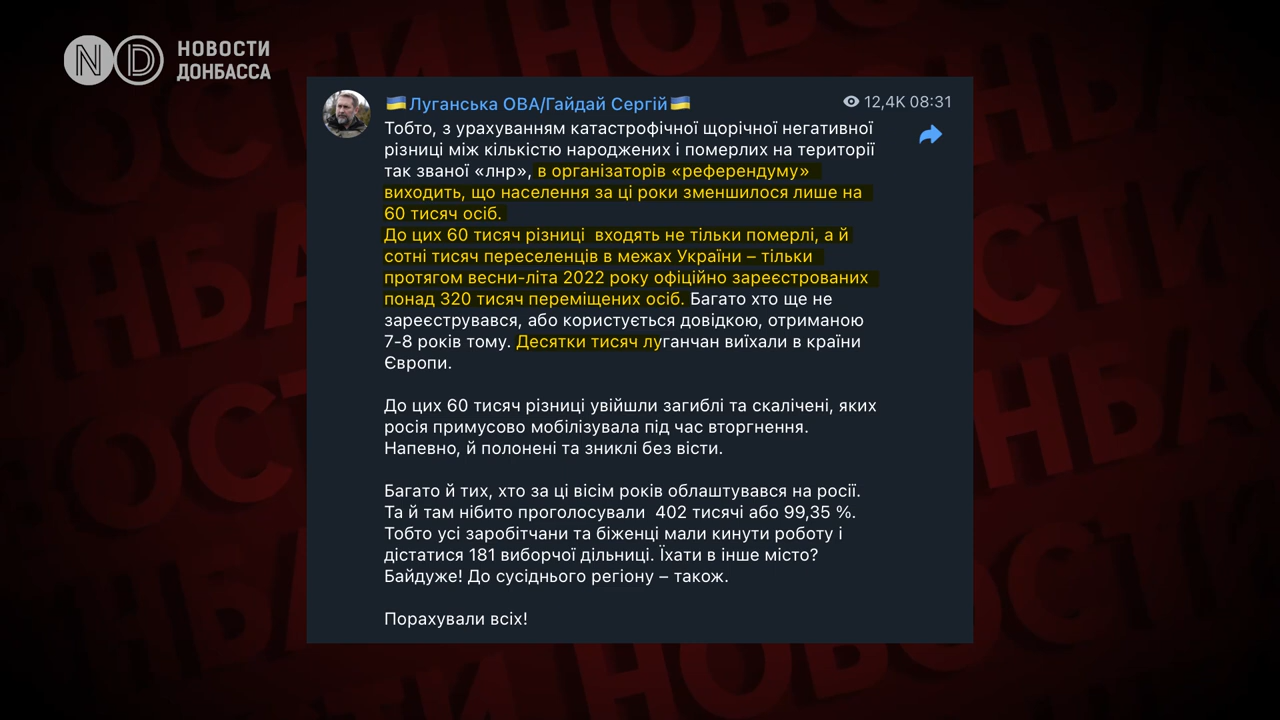 ND НОВОСТИ
ДОНБАССА
🇺🇦Луганська ОВА/Гайдай Сергій🇺🇦 12,4K 08:31
Тобто, з урахуванням катастрофічної щорічної негативної
різниці між кількістю народжених і померлих на території
так званої «лнр», в організаторів «референдуму»
виходить, що населення за ці роки зменшилося лише на
60 тисяч осіб.
До цих 60 тисяч різниці входять не тільки померлі, а й
сотні тисяч переселенців в межах України – тільки
протягом весни-літа 2022 року офіційно зареєстрованих
понад 320 тисяч переміщених осіб. Багато хто ще не
зареєструвався, або користується довідкою, отриманою
7-8 років тому. Десятки тисяч луганчан виїхали в країни
Європи.
До цих 60 тисяч різниці увійшли загиблі та скалічені, яких
росія примусово мобілізувала під час вторгнення.
Напевно, й полонені та зниклі без вісти.
Багато й тих, хто за ці вісім років облаштувався на росії.
Та й там нібито проголосували 402 тисячі або 99,35 %.
Тобто усі заробітчани та біженці мали кинути роботу і
дістатися 181 виборчої дільниці. Їхати в інше місто?
Байдуже! До сусіднього регіону – також.
Порахували всіх!